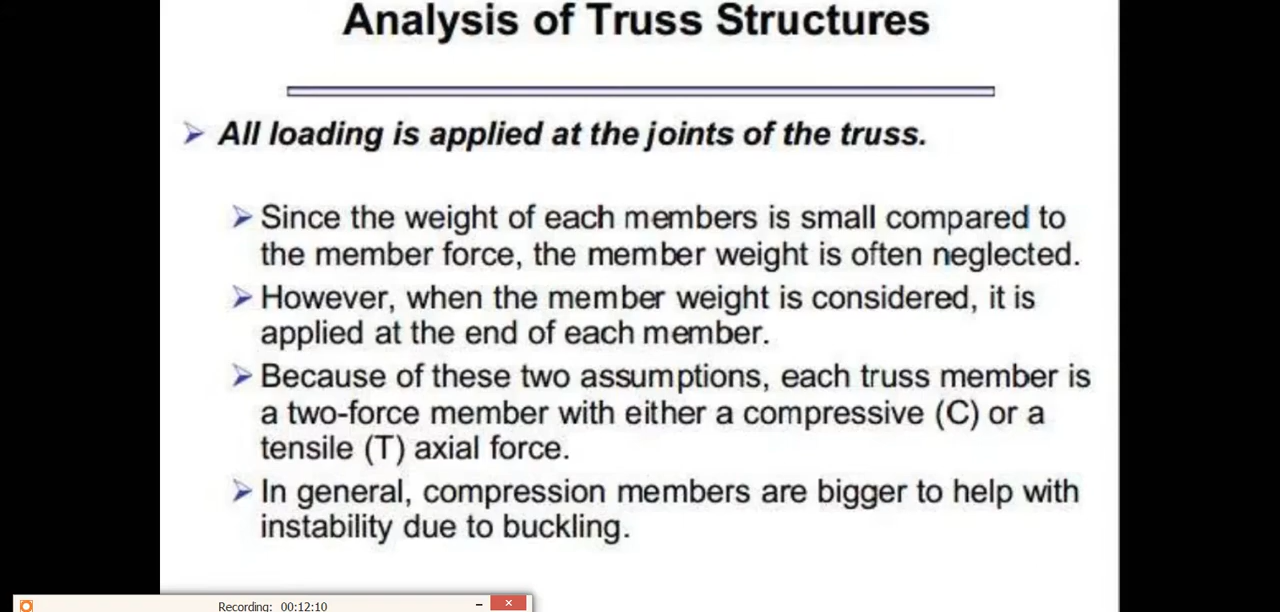 Analysis of Truss Structures
All loading is applied at the joints of the truss.
Since the weight of each members is small compared to
the member force, the member weight is often neglected.
However, when the member weight is considered, it is
applied at the end of each member.
Because of these two assumptions, each truss member is
a two-force member with either a compressive (C) or a
tensile (T) axial force.
In general, compression members are bigger to help with
instability due to buckling.
Recording: 00:12:10